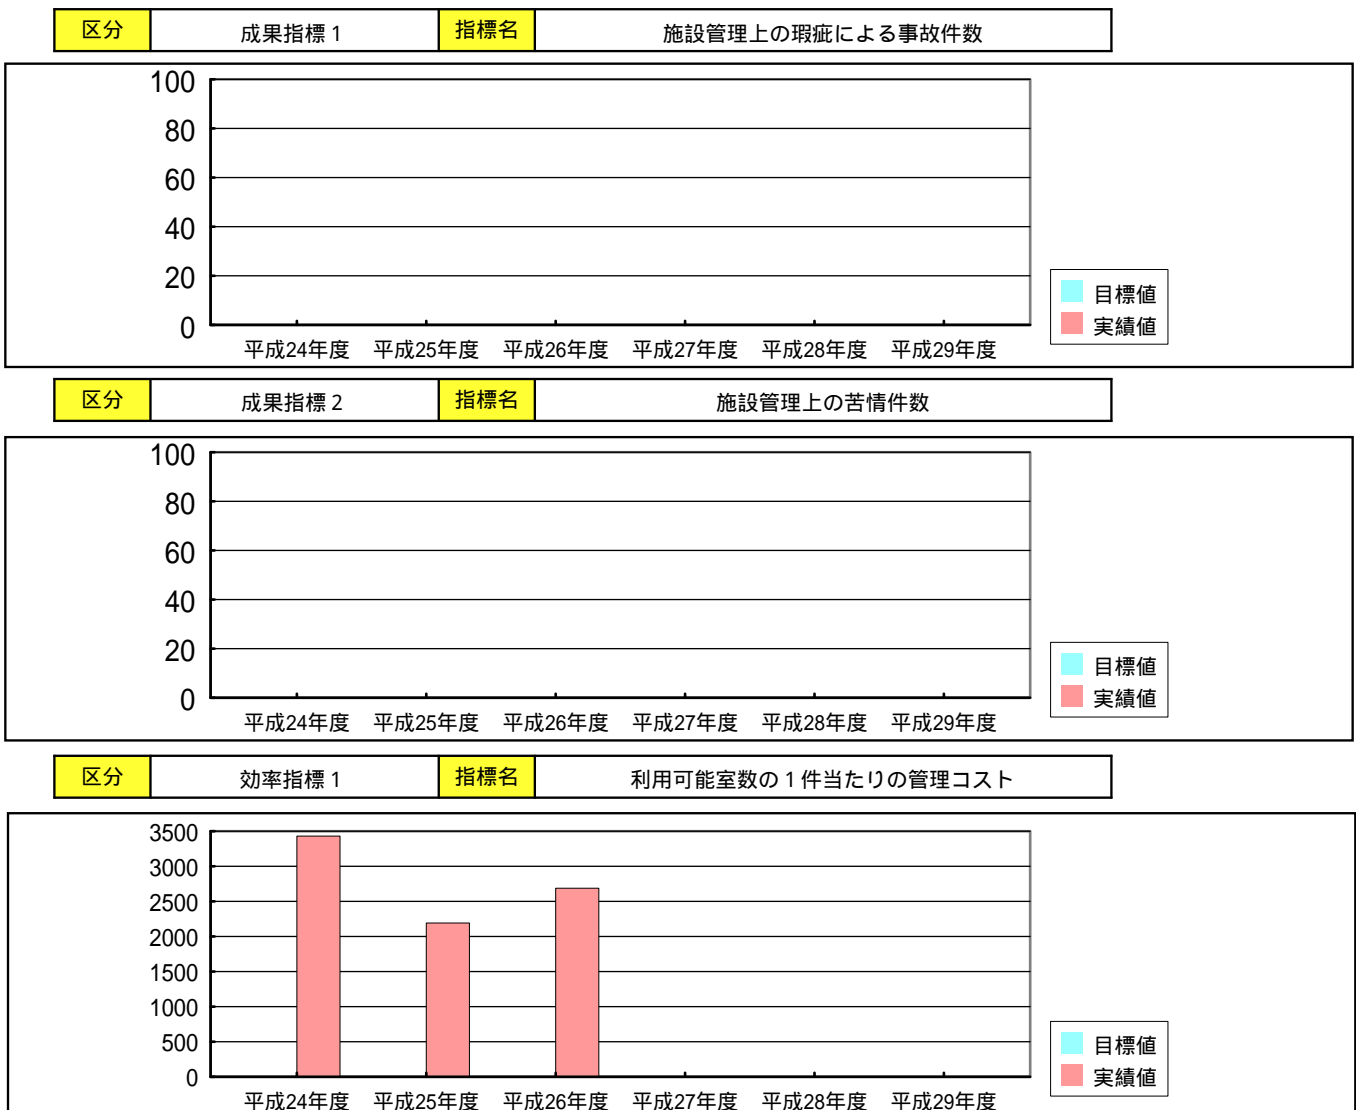 区分 成果指標１ 指標名 施設管理上の瑕疵による事故件数
100
80
60
40
20
0
平成24年度 平成25年度 平成26年度 平成27年度 平成28年度 平成29年度
目標値
実績値
区分 成果指標２ 指標名 施設管理上の苦情件数
100
80
60
40
20
0
平成24年度 平成25年度 平成26年度 平成27年度 平成28年度 平成29年度
目標値
実績値
区分 効率指標１ 指標名 利用可能室数の１件当たりの管理コスト
3500
3000
2500
2000
1500
1000
500
0
平成24年度 平成25年度 平成26年度 平成27年度 平成28年度 平成29年度
目標値
実績値